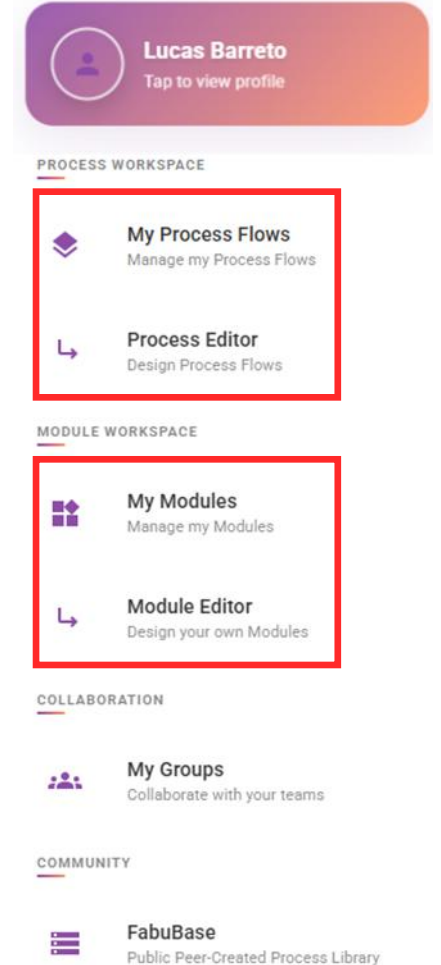 Lucas Barreto
Tap to view profile
PROCESS WORKSPACE
My Process Flows
Manage my Process Flows
Process Editor
Design Process Flows
MODULE WORKSPACE
My Modules
Manage my Modules
Module Editor
Design your own Modules
COLLABORATION
My Groups
Collaborate with your teams
COMMUNITY
FabuBase
Public Peer-Created Process Library